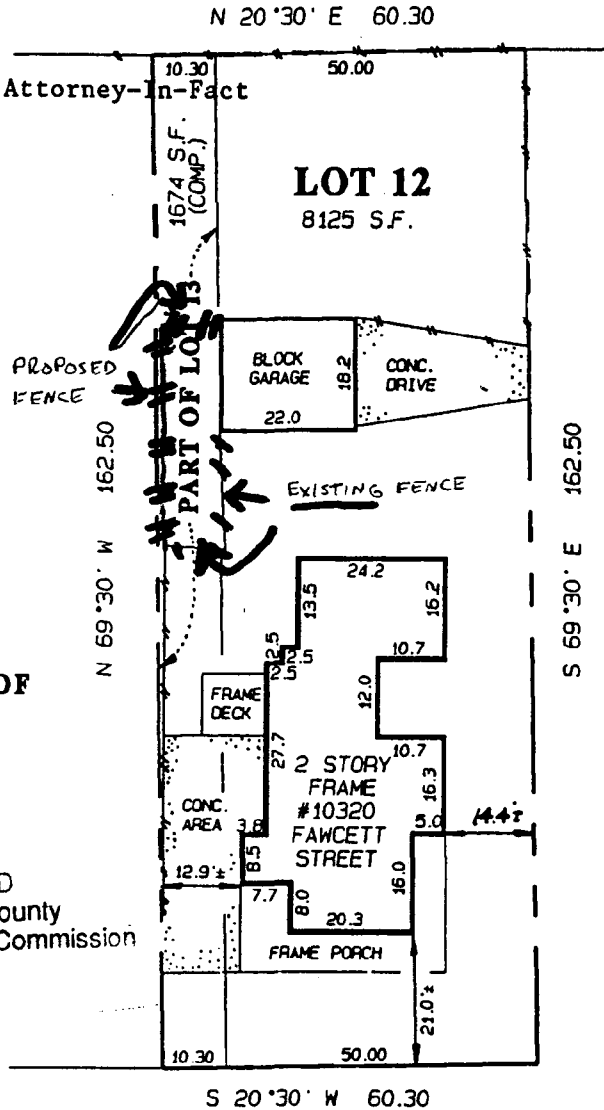 N 20°30' E 60.30
10.30
50.00
Attorney-In-Fact
1674 S.F.
(COMP.)
LOT 12
8125 S.F.
PART OF LOT 13
BLOCK
GARAGE
18.2
22.0
CONC.
DRIVE
PROPOSED
FENCE
EXISTING FENCE
N 69°30' W 162.50
S 69°30' E 162.50
24.2
13.5
16.2
2.5
2.5
2.5
10.7
12.0
10.7
OF
FRAME
DECK
27.7
2 STORY
FRAME
#10320
FAWCETT
STREET
16.3
CONC.
AREA
3.8
8.5
5.0
14.4±
12.9'±
7.7
8.0
16.0
20.3
D
ounty
Commission
FRAME PORCH
21.0'±
10.30
50.00
S 20°30' W 60.30